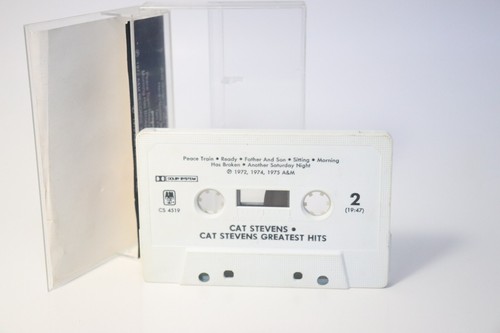 Peace Train • Ready • Father And Son • Sitting • Morning
Has Broken • Another Saturday Night
℗ 1972, 1974, 1975 A&M
DOLBY SYSTEM
A&M
CS 4519
2
(19:47)
CAT STEVENS •
CAT STEVENS GREATEST HITS